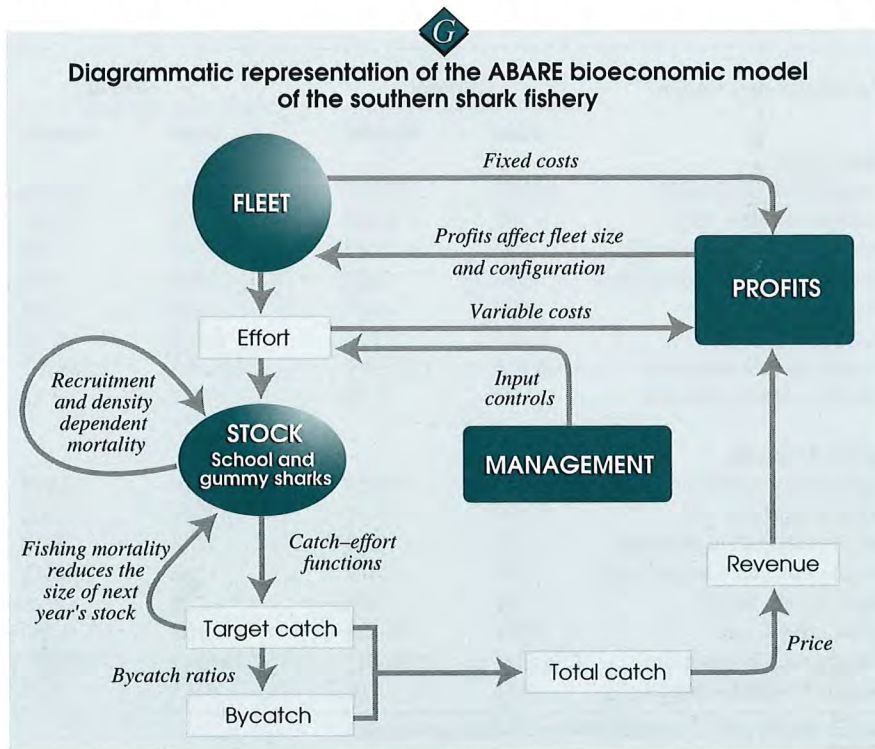 G
Diagrammatic representation of the ABARE bioeconomic model
of the southern shark fishery
Fixed costs
FLEET
Profits affect fleet size
and configuration
PROFITS
Variable costs
Effort
Recruitment
and density
dependent
mortality
Input
controls
STOCK
School and
gummy sharks
MANAGEMENT
Fishing mortality
reduces the
size of next
year's stock
Catch–effort
functions
Revenue
Target catch
Price
Bycatch ratios
Total catch
Bycatch